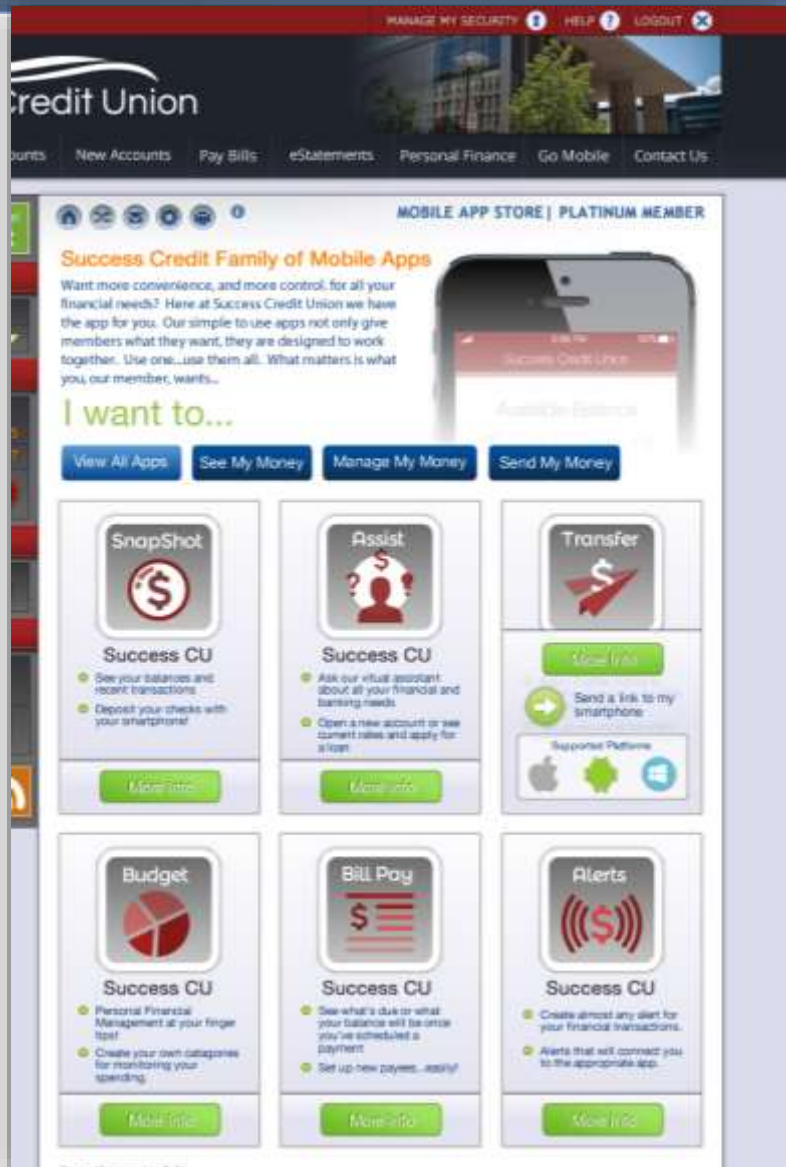 MANAGE MY SECURITY HELP ? LOGOUT
Credit Union
ounts New Accounts Pay Bills eStatements Personal Finance Go Mobile Contact Us
MOBILE APP STORE| PLATINUM MEMBER
Success Credit Family of Mobile Apps
Want more convenience, and more control, for all your
financial needs? Here at Success Credit Union we have
the app for you. Our simple to use apps not only give
members what they want, they are designed to work
together. Use one...use them all. What matters is what
you, our member, wants...
Success Credit Union
Available Balance
I want to...
View All Apps See My Money Manage My Money Send My Money
SnapShot
$
Success CU
See your balances and
recent transactions
Deposit your checks with
your smartphone!
More Info
Assist
? $ !
Success CU
Ask our vitual assistant
about all your financial and
banking needs
Open a new account or see
current rates and apply for
a loan
More Info
Transfer
$
More Info
Send a link to my
smartphone
Supported Platforms
Budget
Success CU
Personal Financial
Management at your finger
tips!
Create your own catagories
for monitoring your
spending.
More Info
Bill Pay
$
Success CU
See what's due or what
your balance will be once
you've scheduled a
payment
Set up new payees...easily!
More Info
Alerts
$
Success CU
Create almost any alert for
your financial transactions.
Alerts that will connect you
to the appropriate app.
More Info